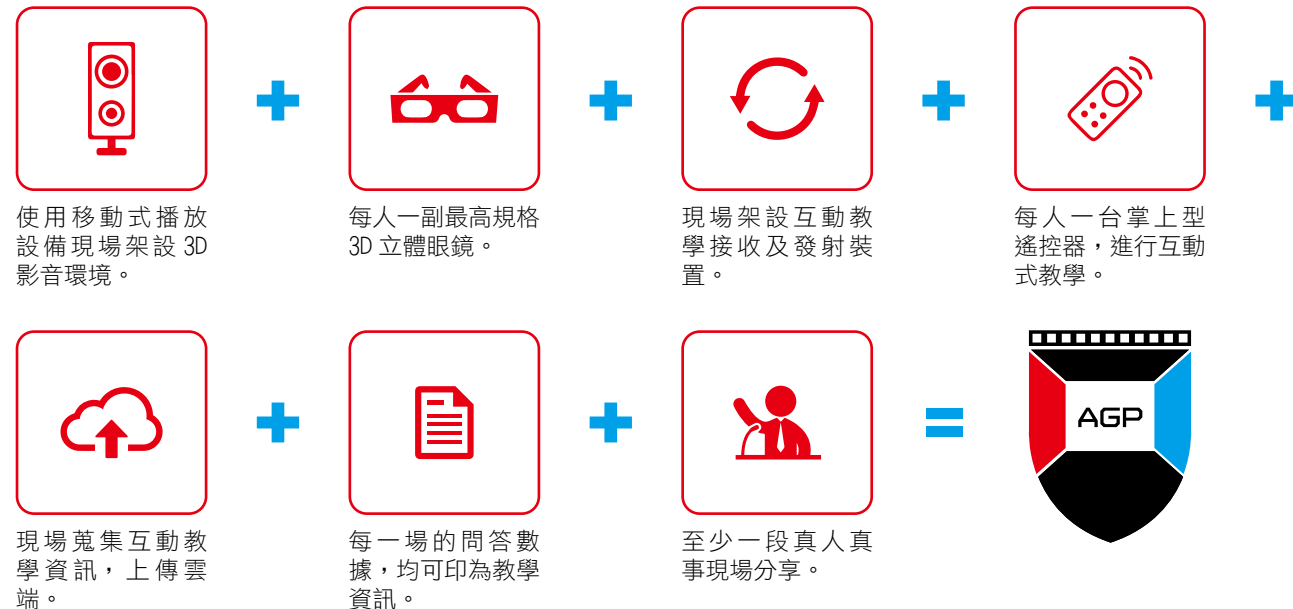 使用移動式播放
設備現場架設 3D
影音環境。
每人一副最高規格
3D 立體眼鏡。
現場架設互動教
學接收及發射裝
置。
每人一台掌上型
遙控器，進行互動
式教學。
現場蒐集互動教
學資訊，上傳雲
端。
每一場的問答數
據，均可印為教學
資訊。
至少一段真人真
事現場分享。
AGP